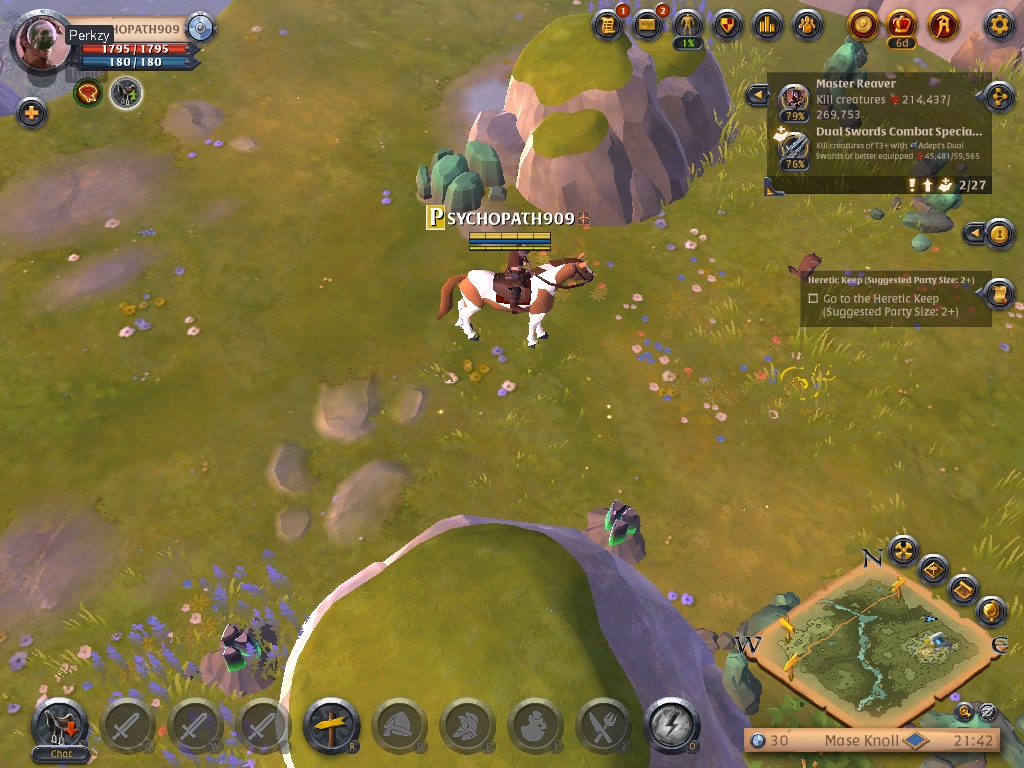 Perkzy
HOPATH909
1795 / 1795
180 / 180
1
2
1%
6d
Master Reaver
Kill creatures 214,437/
269,753
79%
Dual Swords Combat Specia...
Kill creatures of T3+ with Adept's Dual
Swords or better equipped 45,481/59,565
76%
2/27
PSYCHOPATH909
Heretic Keep (Suggested Party Size: 2+)
Go to the Heretic Keep
(Suggested Party Size: 2+)
N
W
E
Chat
Q
W
E
R
D
F
2
O
30
Mase Knoll
21:42